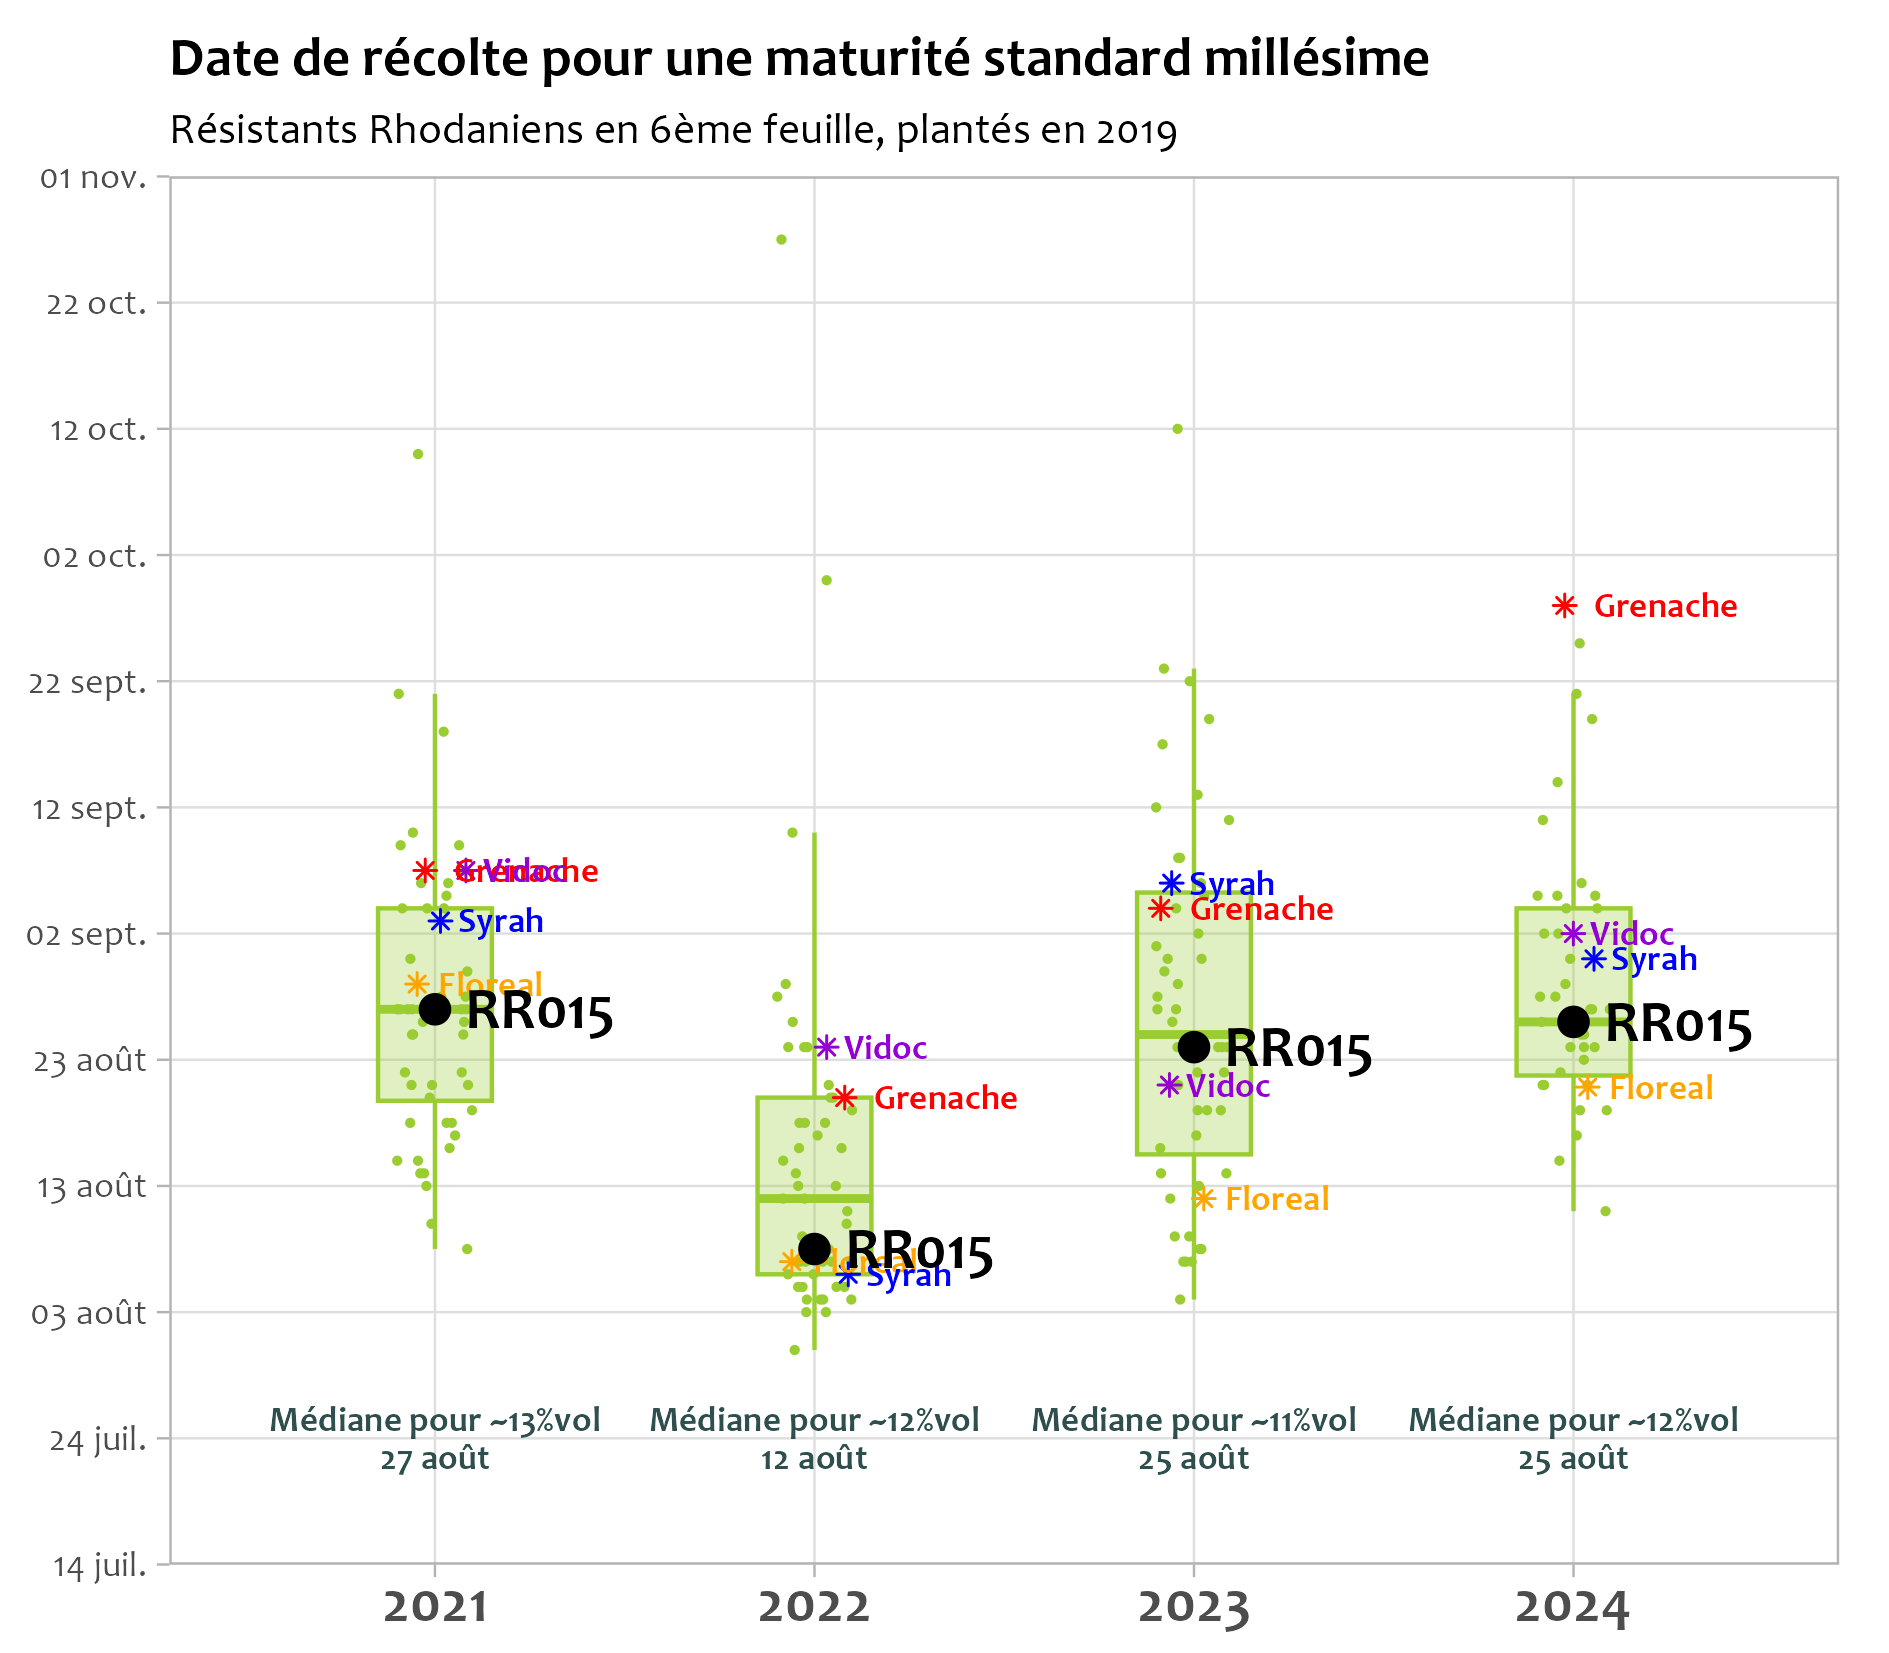 Date de récolte pour une maturité standard millésime
Résistants Rhodaniens en 6ème feuille, plantés en 2019
01 nov.
22 oct.
12 oct.
02 oct.
22 sept.
12 sept.
02 sept.
23 août
13 août
03 août
24 juil.
14 juil.
Grenache
Vidoc
Syrah
Floreal
RR015
Vidoc
Grenache
RR015
Floreal
Syrah
Syrah
Grenache
RR015
Vidoc
Floreal
Grenache
Vidoc
Syrah
RR015
Floreal
Médiane pour ~13%vol
27 août
Médiane pour ~12%vol
12 août
Médiane pour ~11%vol
25 août
Médiane pour ~12%vol
25 août
2021
2022
2023
2024